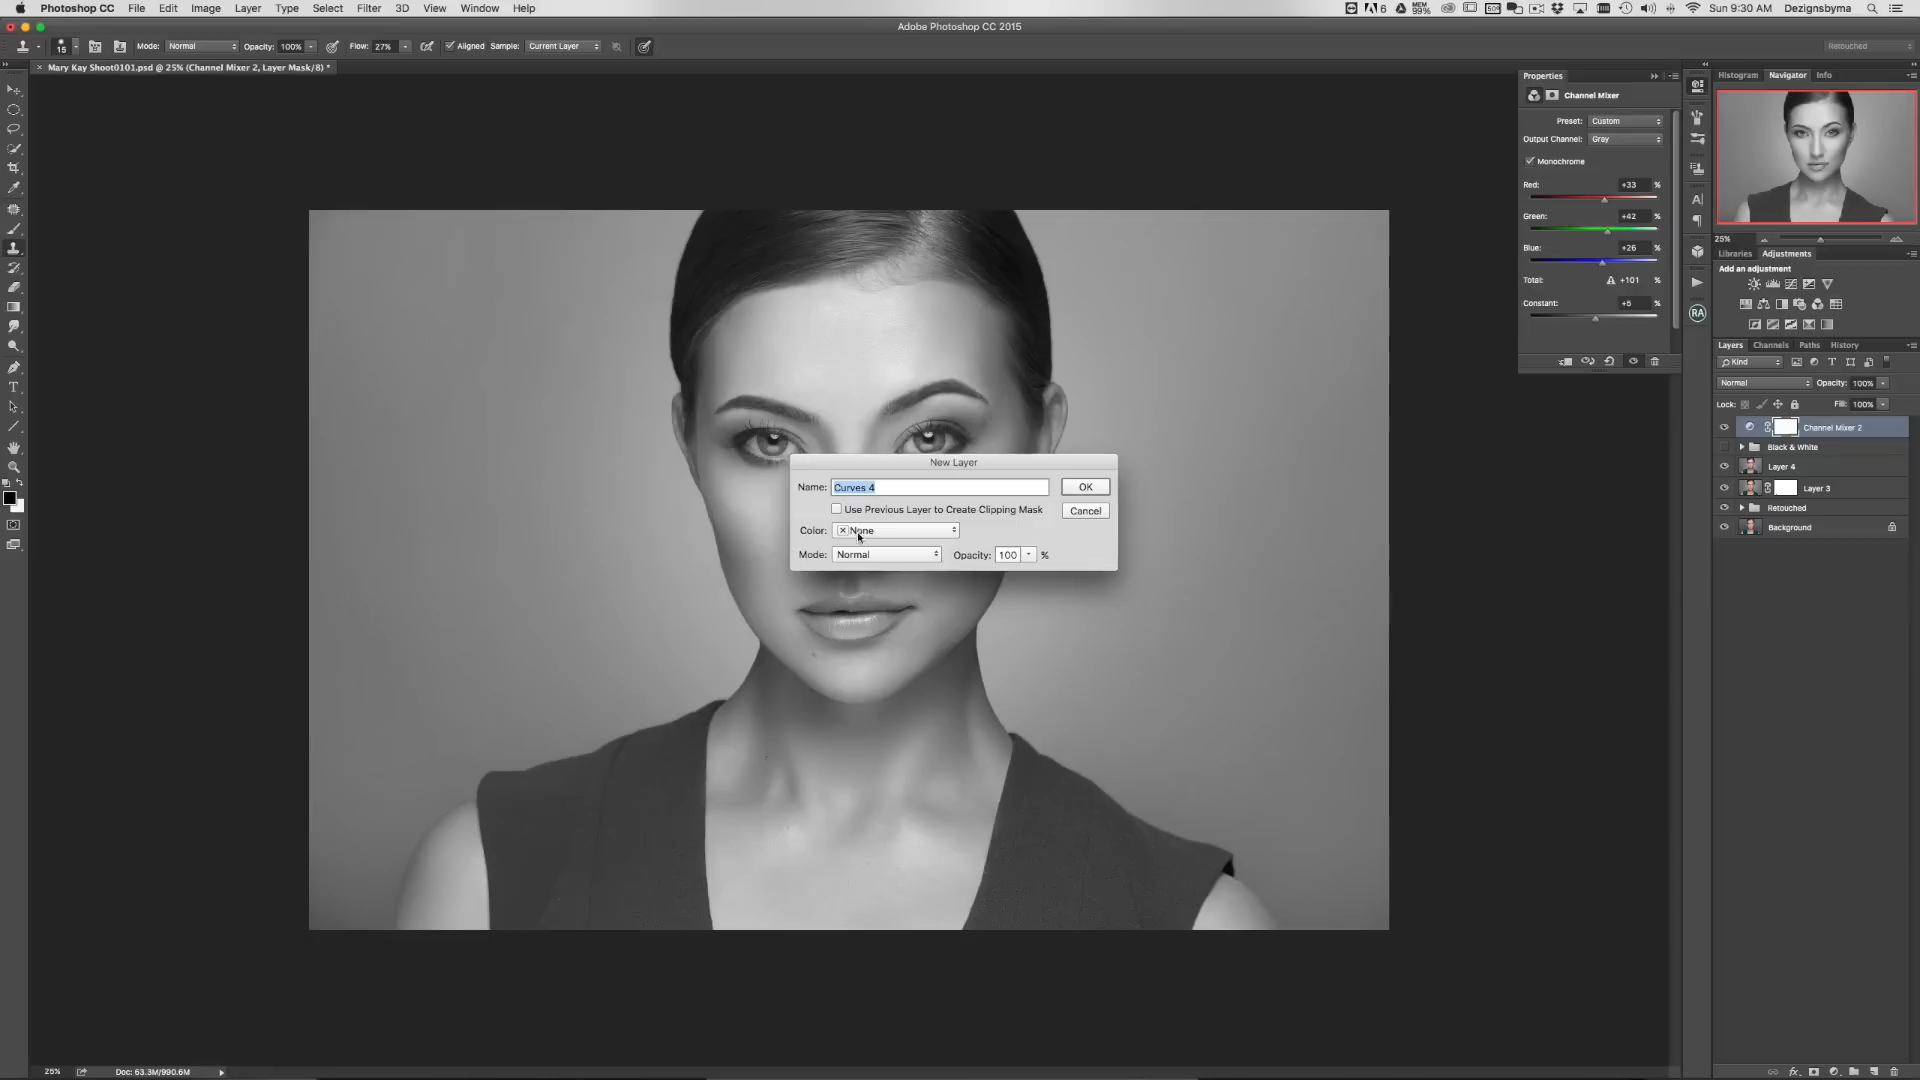 Photoshop CC File Edit Image Layer Type Select Filter 3D View Window Help
6 MEM 99% Sun 9:30 AM Dezignsbyma
Adobe Photoshop CC 2015
15 Mode: Normal Opacity: 100% Flow: 27% Aligned Sample: Current Layer Retouched
Mary Kay Shoot0101.psd @ 25% (Channel Mixer 2, Layer Mask/8) *
Properties
Channel Mixer
Preset: Custom
Output Channel: Gray
Monochrome
Red: +33 %
Green: +42 %
Blue: +26 %
Total: +101 %
Constant: +5 %
Histogram Navigator Info
25%
Libraries Adjustments
Add an adjustment
RA
Layers Channels Paths History
Kind
Normal Opacity: 100%
Lock: Fill: 100%
Channel Mixer 2
Black & White
Layer 4
Layer 3
Retouched
Background
New Layer
Name: Curves 4 OK
Use Previous Layer to Create Clipping Mask Cancel
Color: None
Mode: Normal Opacity: 100 %
25% Doc: 63.3M/990.6M